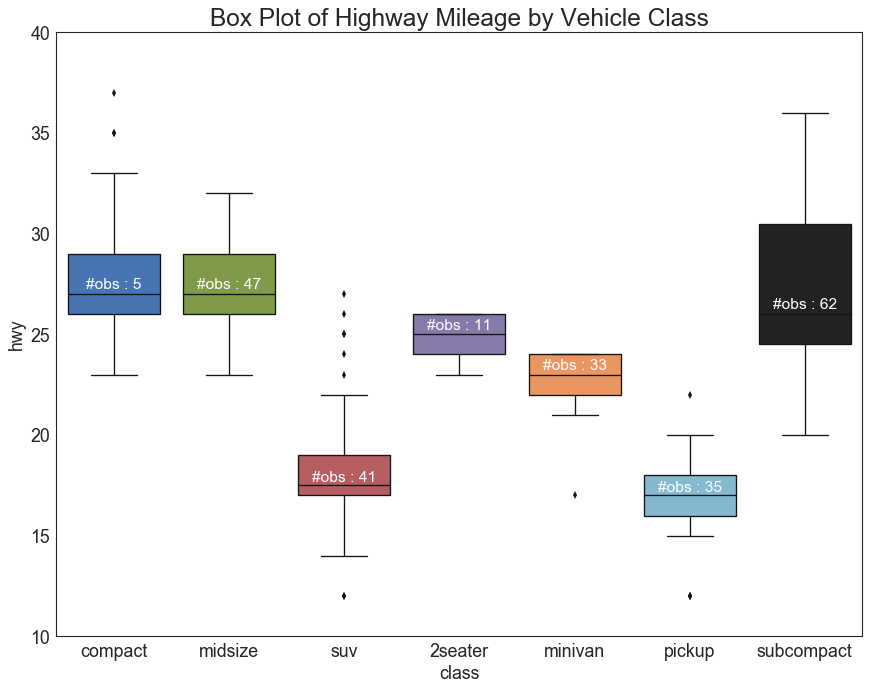 Box Plot of Highway Mileage by Vehicle Class
40
35
30
25
20
15
10
hwy
#obs : 5
#obs : 47
#obs : 41
#obs : 11
#obs : 33
#obs : 35
#obs : 62
compact midsize suv 2seater minivan pickup subcompact
class